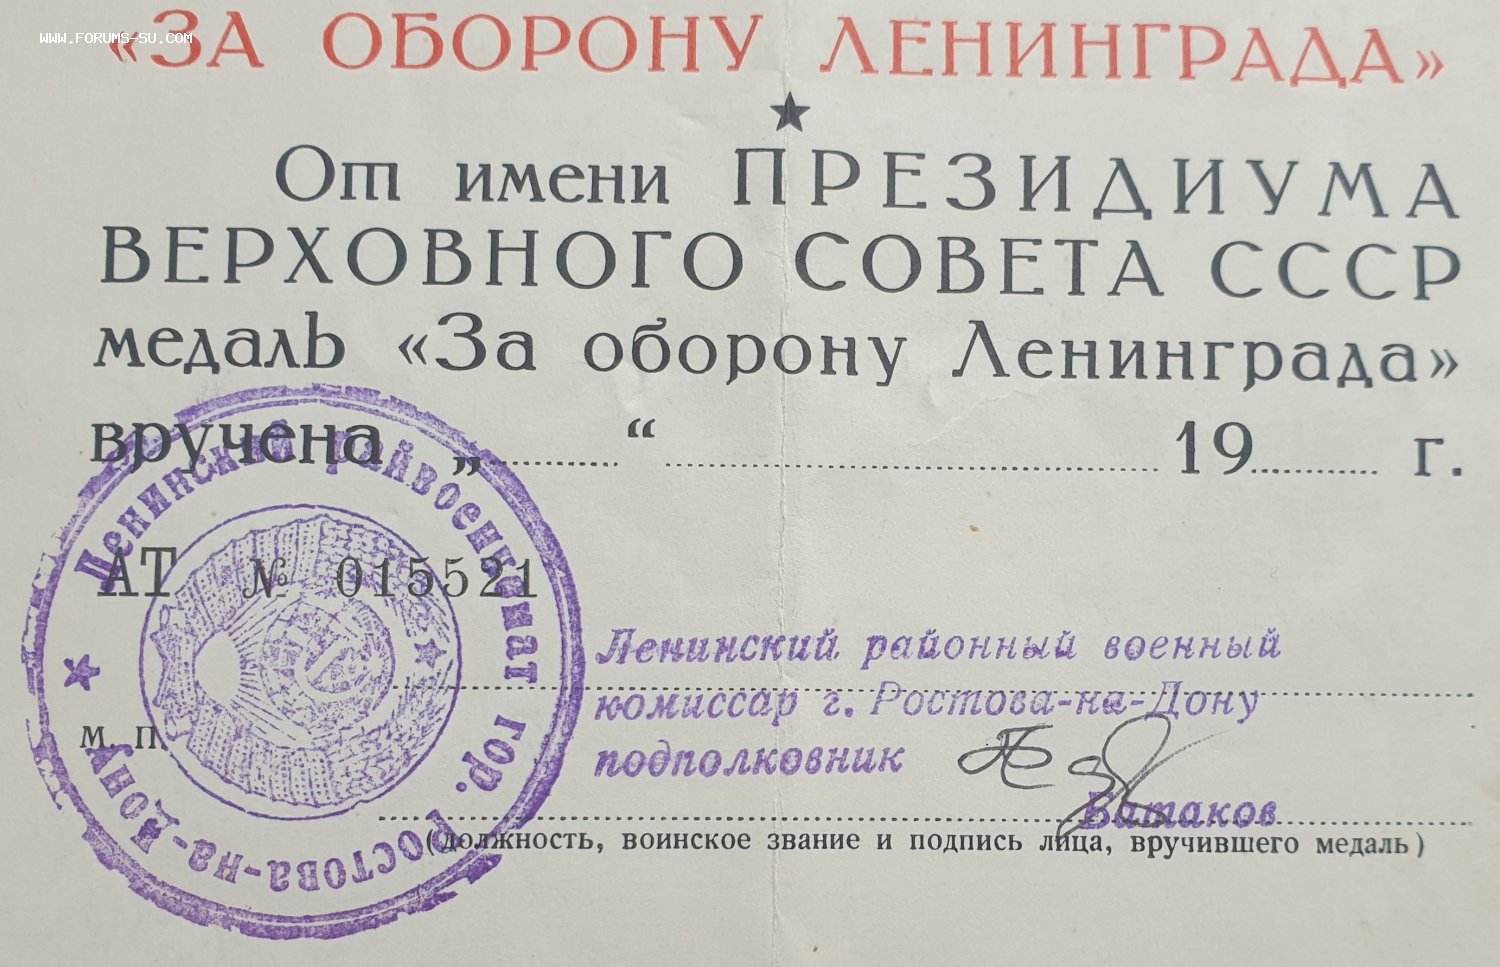 www.forums-su.com
«ЗА ОБОРОНУ ЛЕНИНГРАДА»
От имени ПРЕЗИДИУМА
ВЕРХОВНОГО СОВЕТА СССР
медаль «За оборону Ленинграда»
вручена „ “ 19 г.
Ленинский райвоенкомат гор. Ростова-на-Дону
АТ № 015521
Ленинский районный военный
комиссар г. Ростова-на-Дону
м. п.
подполковник
Ватаков
(должность, воинское звание и подпись лица, вручившего медаль)